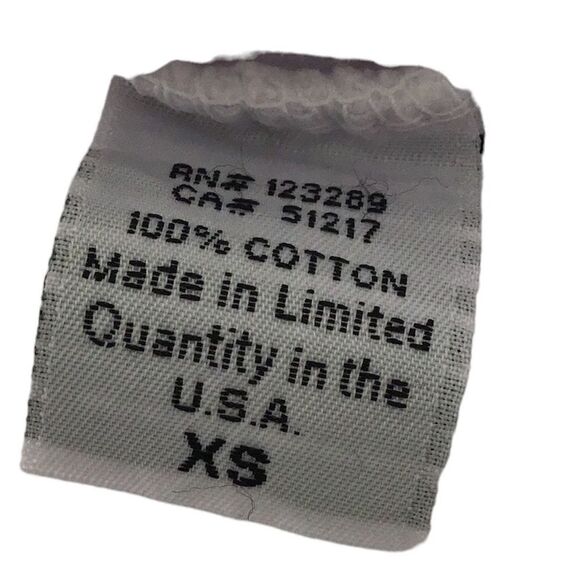 RN# 123289
CA# 51217
100% COTTON
Made in Limited
Quantity in the
U.S.A.
XS